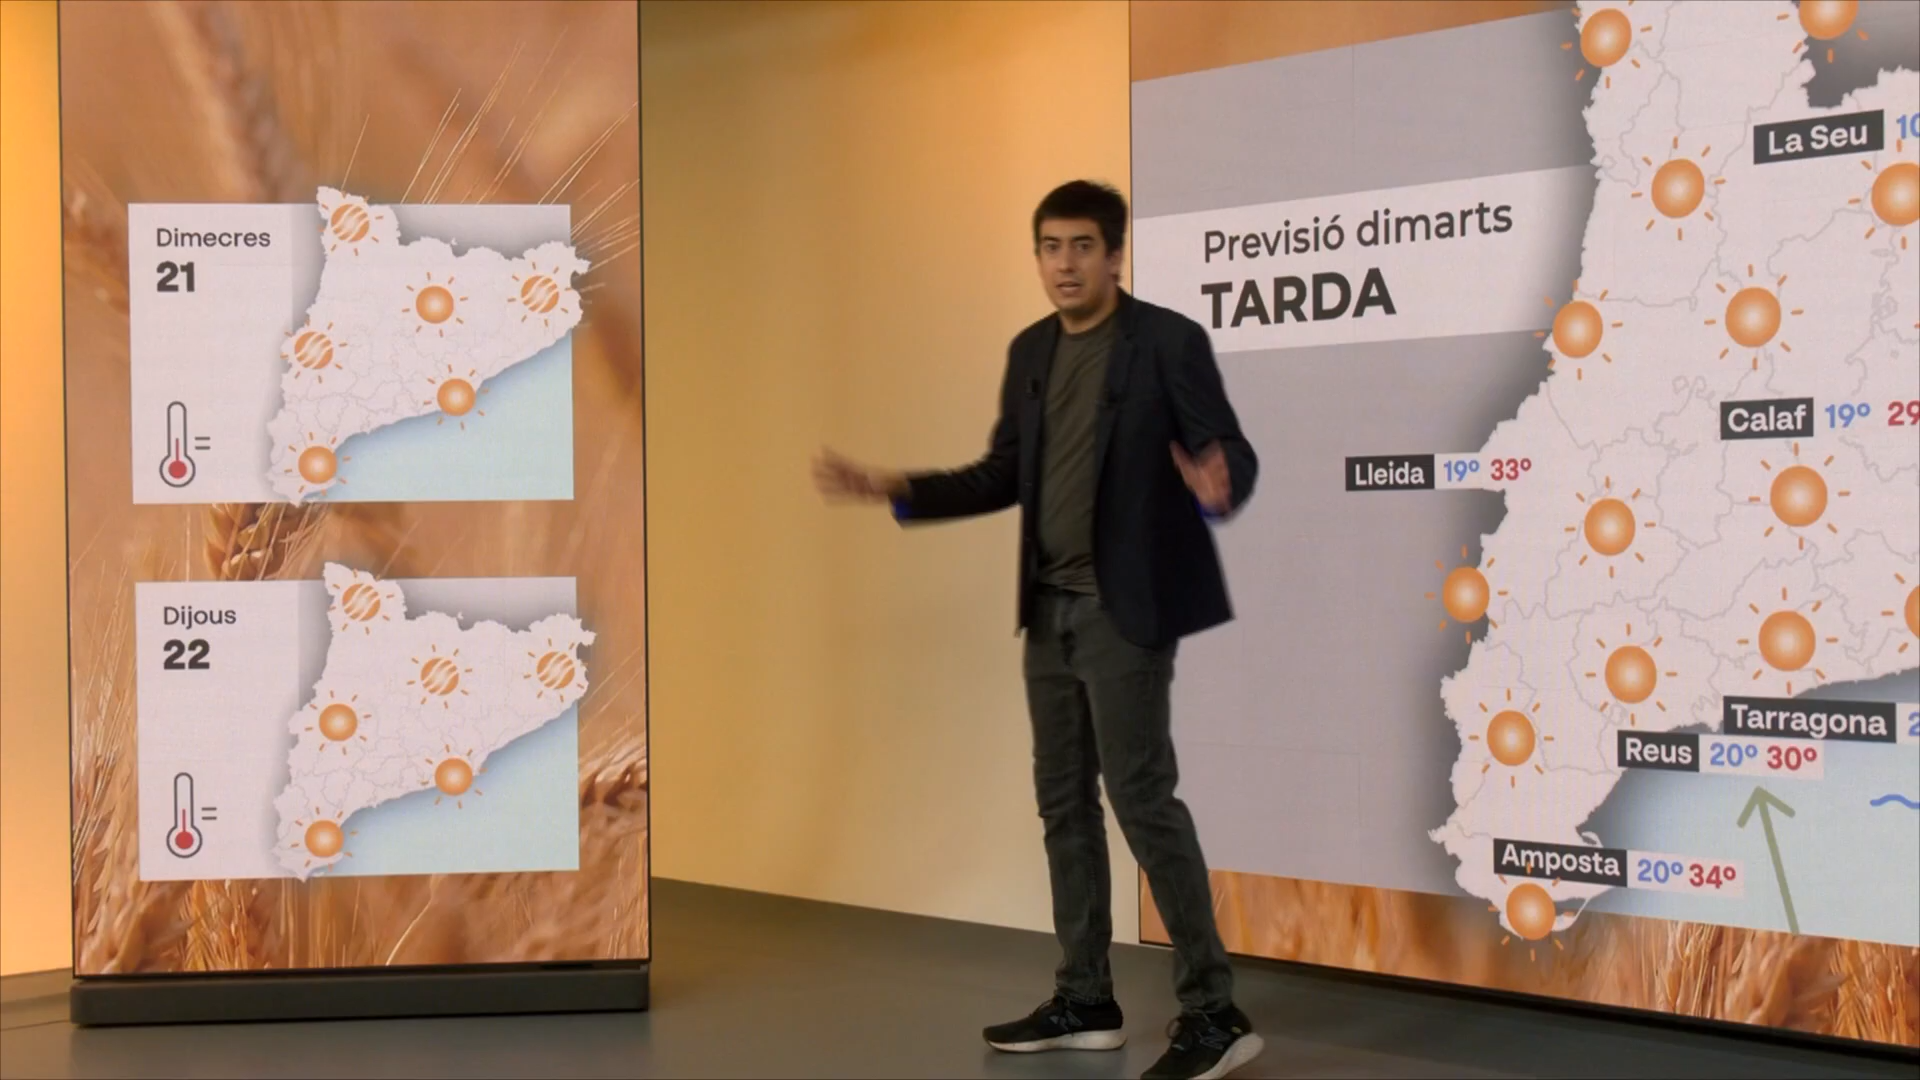 Dimecres
21
=
Dijous
22
=
Previsió dimarts
TARDA
La Seu
Calaf 19º
Lleida 19º 33º
Tarragona
Reus 20º 30º
Amposta 20º 34º